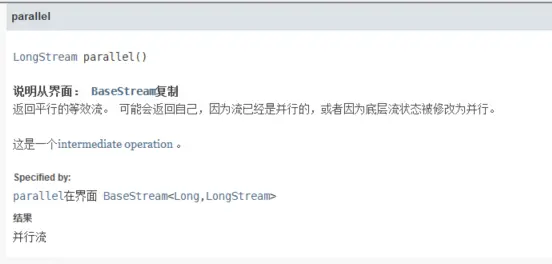 parallel
LongStream parallel()
说明从界面： BaseStream复制
返回平行的等效流。 可能会返回自己，因为流已经是并行的，或者因为底层流状态被修改为并行。
这是一个intermediate operation 。
Specified by:
parallel在界面 BaseStream<Long,LongStream>
结果
并行流